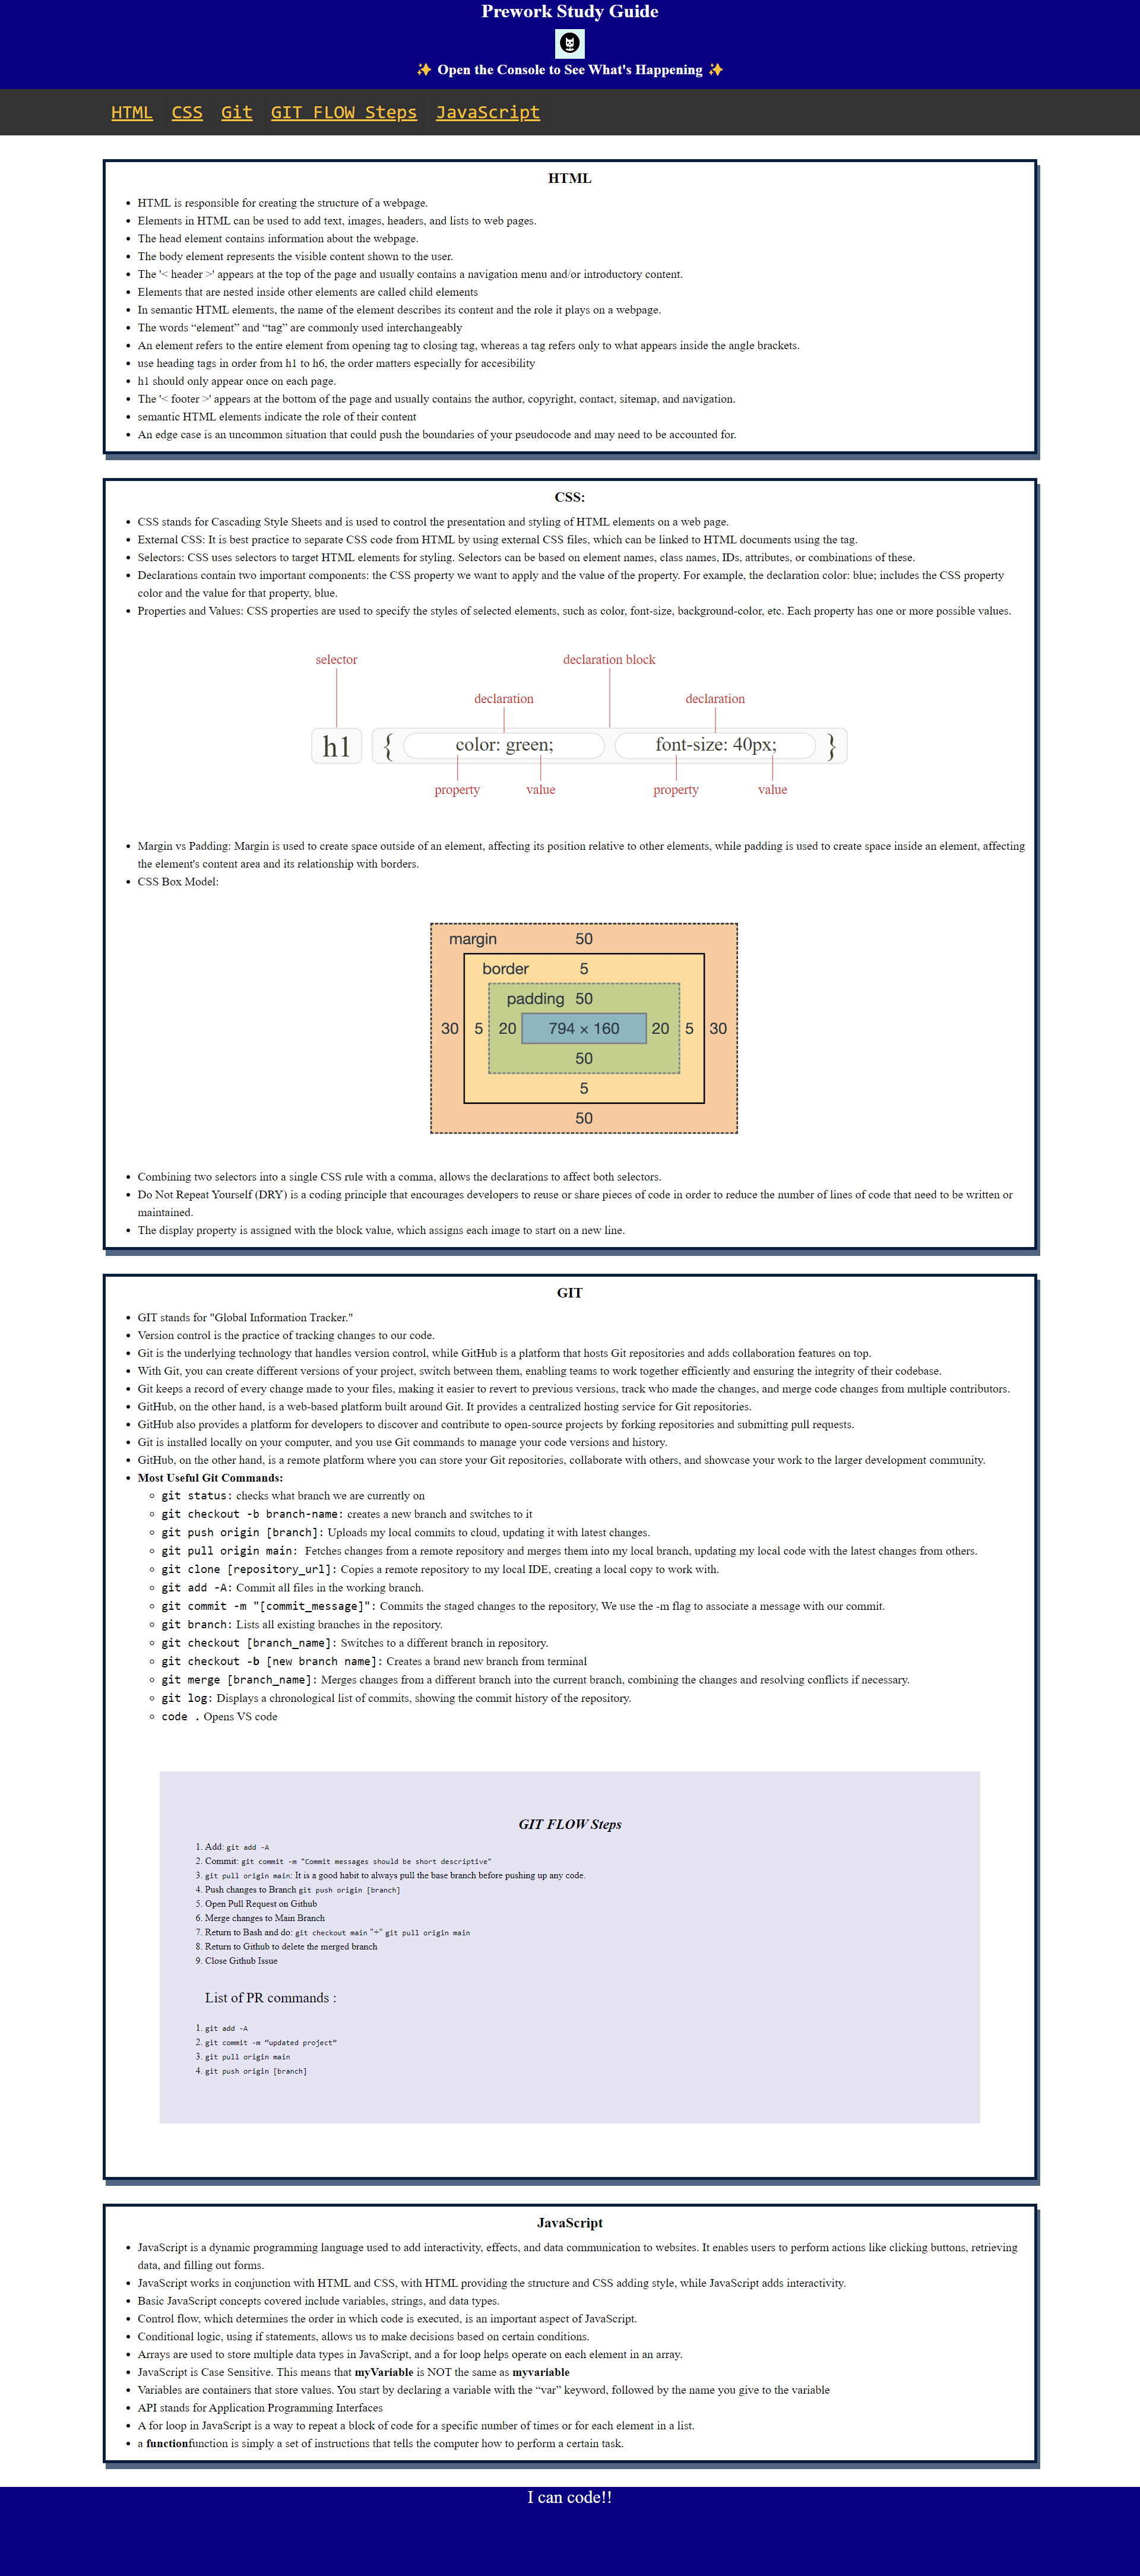 Prework Study Guide
✨ Open the Console to See What's Happening ✨
HTML CSS Git GIT FLOW Steps JavaScript
HTML
• HTML is responsible for creating the structure of a webpage.
• Elements in HTML can be used to add text, images, headers, and lists to web pages.
• The head element contains information about the webpage.
• The body element represents the visible content shown to the user.
• The '< header >' appears at the top of the page and usually contains a navigation menu and/or introductory content.
• Elements that are nested inside other elements are called child elements
• In semantic HTML elements, the name of the element describes its content and the role it plays on a webpage.
• The words “element” and “tag” are commonly used interchangeably
• An element refers to the entire element from opening tag to closing tag, whereas a tag refers only to what appears inside the angle brackets.
• use heading tags in order from h1 to h6, the order matters especially for accesibility
• h1 should only appear once on each page.
• The '< footer >' appears at the bottom of the page and usually contains the author, copyright, contact, sitemap, and navigation.
• semantic HTML elements indicate the role of their content
• An edge case is an uncommon situation that could push the boundaries of your pseudocode and may need to be accounted for.
CSS:
• CSS stands for Cascading Style Sheets and is used to control the presentation and styling of HTML elements on a web page.
• External CSS: It is best practice to separate CSS code from HTML by using external CSS files, which can be linked to HTML documents using the tag.
• Selectors: CSS uses selectors to target HTML elements for styling. Selectors can be based on element names, class names, IDs, attributes, or combinations of these.
• Declarations contain two important components: the CSS property we want to apply and the value of the property. For example, the declaration color: blue; includes the CSS property
color and the value for that property, blue.
• Properties and Values: CSS properties are used to specify the styles of selected elements, such as color, font-size, background-color, etc. Each property has one or more possible values.
selector declaration block
declaration declaration
h1 { color: green; font-size: 40px; }
property value property value
• Margin vs Padding: Margin is used to create space outside of an element, affecting its position relative to other elements, while padding is used to create space inside an element, affecting
the element's content area and its relationship with borders.
• CSS Box Model:
margin 50
border 5
padding 50
30 5 20 794 × 160 20 5 30
50
5
50
• Combining two selectors into a single CSS rule with a comma, allows the declarations to affect both selectors.
• Do Not Repeat Yourself (DRY) is a coding principle that encourages developers to reuse or share pieces of code in order to reduce the number of lines of code that need to be written or
maintained.
• The display property is assigned with the block value, which assigns each image to start on a new line.
GIT
• GIT stands for "Global Information Tracker."
• Version control is the practice of tracking changes to our code.
• Git is the underlying technology that handles version control, while GitHub is a platform that hosts Git repositories and adds collaboration features on top.
• With Git, you can create different versions of your project, switch between them, enabling teams to work together efficiently and ensuring the integrity of their codebase.
• Git keeps a record of every change made to your files, making it easier to revert to previous versions, track who made the changes, and merge code changes from multiple contributors.
• GitHub, on the other hand, is a web-based platform built around Git. It provides a centralized hosting service for Git repositories.
• GitHub also provides a platform for developers to discover and contribute to open-source projects by forking repositories and submitting pull requests.
• Git is installed locally on your computer, and you use Git commands to manage your code versions and history.
• GitHub, on the other hand, is a remote platform where you can store your Git repositories, collaborate with others, and showcase your work to the larger development community.
• Most Useful Git Commands:
◦ git status: checks what branch we are currently on
◦ git checkout -b branch-name: creates a new branch and switches to it
◦ git push origin [branch]: Uploads my local commits to cloud, updating it with latest changes.
◦ git pull origin main: Fetches changes from a remote repository and merges them into my local branch, updating my local code with the latest changes from others.
◦ git clone [repository_url]: Copies a remote repository to my local IDE, creating a local copy to work with.
◦ git add -A: Commit all files in the working branch.
◦ git commit -m "[commit_message]": Commits the staged changes to the repository, We use the -m flag to associate a message with our commit.
◦ git branch: Lists all existing branches in the repository.
◦ git checkout [branch_name]: Switches to a different branch in repository.
◦ git checkout -b [new branch name]: Creates a brand new branch from terminal
◦ git merge [branch_name]: Merges changes from a different branch into the current branch, combining the changes and resolving conflicts if necessary.
◦ git log: Displays a chronological list of commits, showing the commit history of the repository.
◦ code . Opens VS code
GIT FLOW Steps
1. Add: git add -A
2. Commit: git commit -m "Commit messages should be short descriptive"
3. git pull origin main: It is a good habit to always pull the base branch before pushing up any code.
4. Push changes to Branch git push origin [branch]
5. Open Pull Request on Github
6. Merge changes to Main Branch
7. Return to Bash and do: git checkout main "+" git pull origin main
8. Return to Github to delete the merged branch
9. Close Github Issue
List of PR commands :
1. git add -A
2. git commit -m “updated project”
3. git pull origin main
4. git push origin [branch]
JavaScript
• JavaScript is a dynamic programming language used to add interactivity, effects, and data communication to websites. It enables users to perform actions like clicking buttons, retrieving
data, and filling out forms.
• JavaScript works in conjunction with HTML and CSS, with HTML providing the structure and CSS adding style, while JavaScript adds interactivity.
• Basic JavaScript concepts covered include variables, strings, and data types.
• Control flow, which determines the order in which code is executed, is an important aspect of JavaScript.
• Conditional logic, using if statements, allows us to make decisions based on certain conditions.
• Arrays are used to store multiple data types in JavaScript, and a for loop helps operate on each element in an array.
• JavaScript is Case Sensitive. This means that myVariable is NOT the same as myvariable
• Variables are containers that store values. You start by declaring a variable with the “var” keyword, followed by the name you give to the variable
• API stands for Application Programming Interfaces
• A for loop in JavaScript is a way to repeat a block of code for a specific number of times or for each element in a list.
• a functionfunction is simply a set of instructions that tells the computer how to perform a certain task.
I can code!!